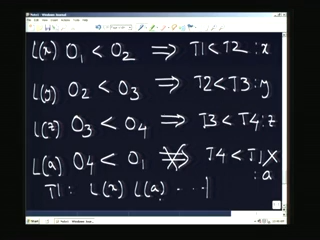 L(x) O1 < O2 ⇒ T1 < T2 : x
L(y) O2 < O3 ⇒ T2 < T3 : y
L(z) O3 < O4 ⇒ T3 < T4 : z
L(a) O4 < O1 ⇏ T4 < T1 X
: a
T1 : L(x) L(a) ...